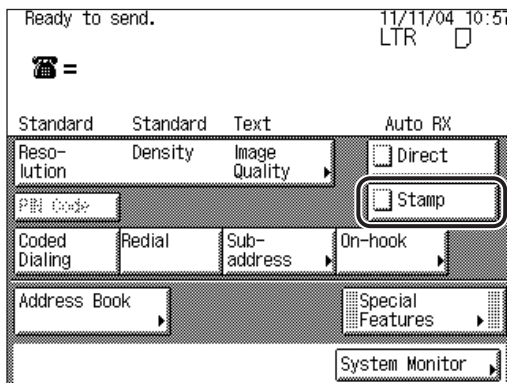 Ready to send. 11/11/04 10:57
LTR
=
Standard Standard Text Auto RX
Reso-
lution Density Image
Quality Direct
PIN Code Stamp
Coded
Dialing Redial Sub-
address On-hook
Address Book Special
Features
System Monitor